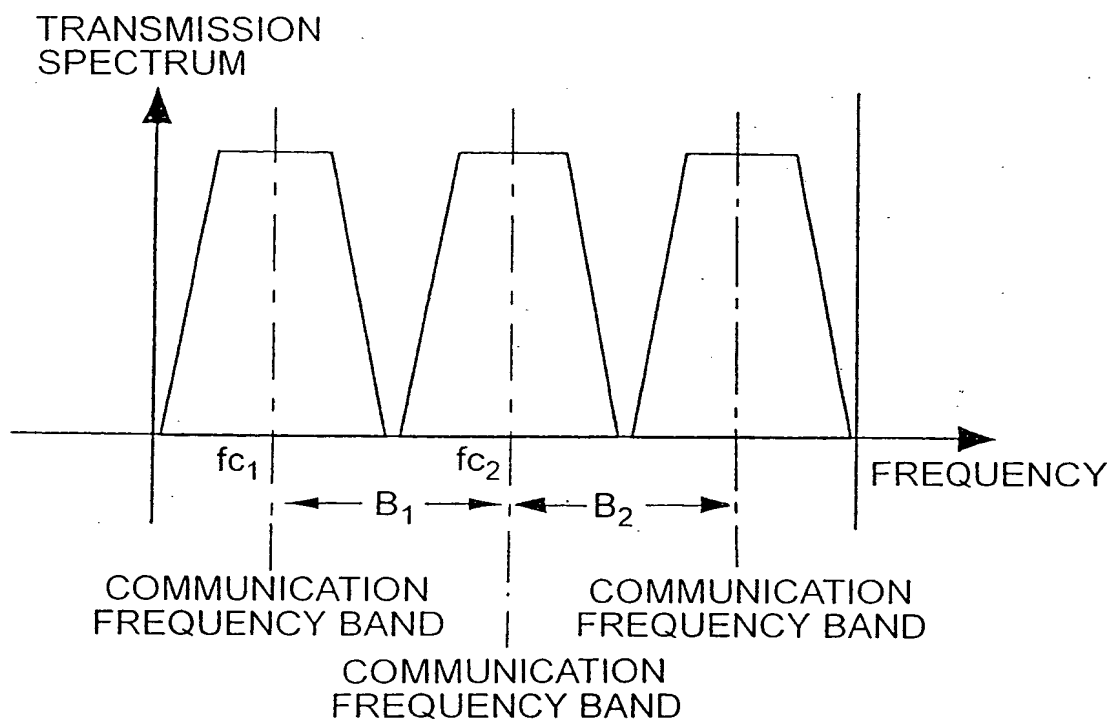 TRANSMISSION
SPECTRUM
fc1
fc2
FREQUENCY
B1
B2
COMMUNICATION
FREQUENCY BAND
COMMUNICATION
FREQUENCY BAND
COMMUNICATION
FREQUENCY BAND